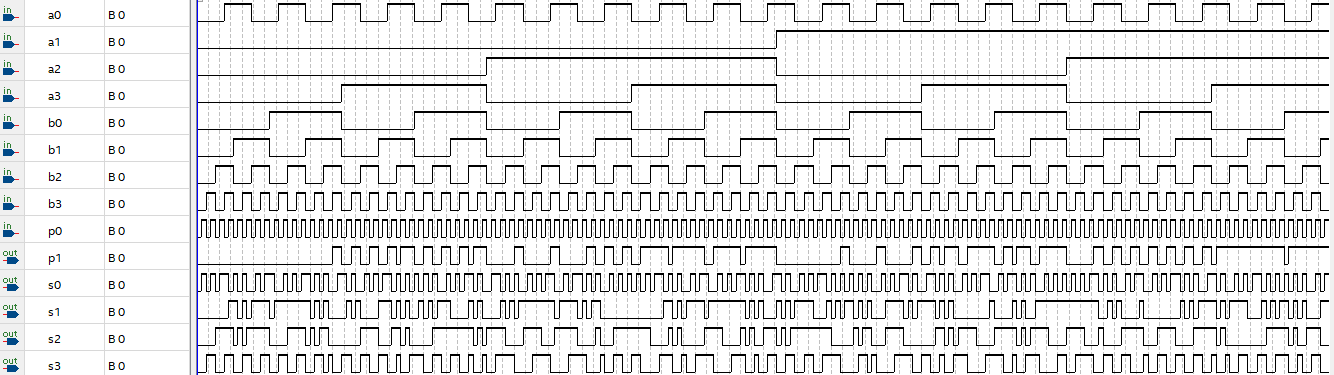 in a0 B 0
in a1 B 0
in a2 B 0
in a3 B 0
in b0 B 0
in b1 B 0
in b2 B 0
in b3 B 0
in p0 B 0
out p1 B 0
out s0 B 0
out s1 B 0
out s2 B 0
out s3 B 0